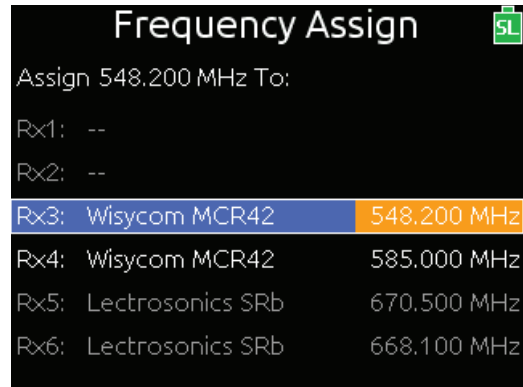 Frequency Assign SL
Assign 548.200 MHz To:
Rx1: --
Rx2: --
Rx3: Wisycom MCR42 548.200 MHz
Rx4: Wisycom MCR42 585.000 MHz
Rx5: Lectrosonics SRb 670.500 MHz
Rx6: Lectrosonics SRb 668.100 MHz